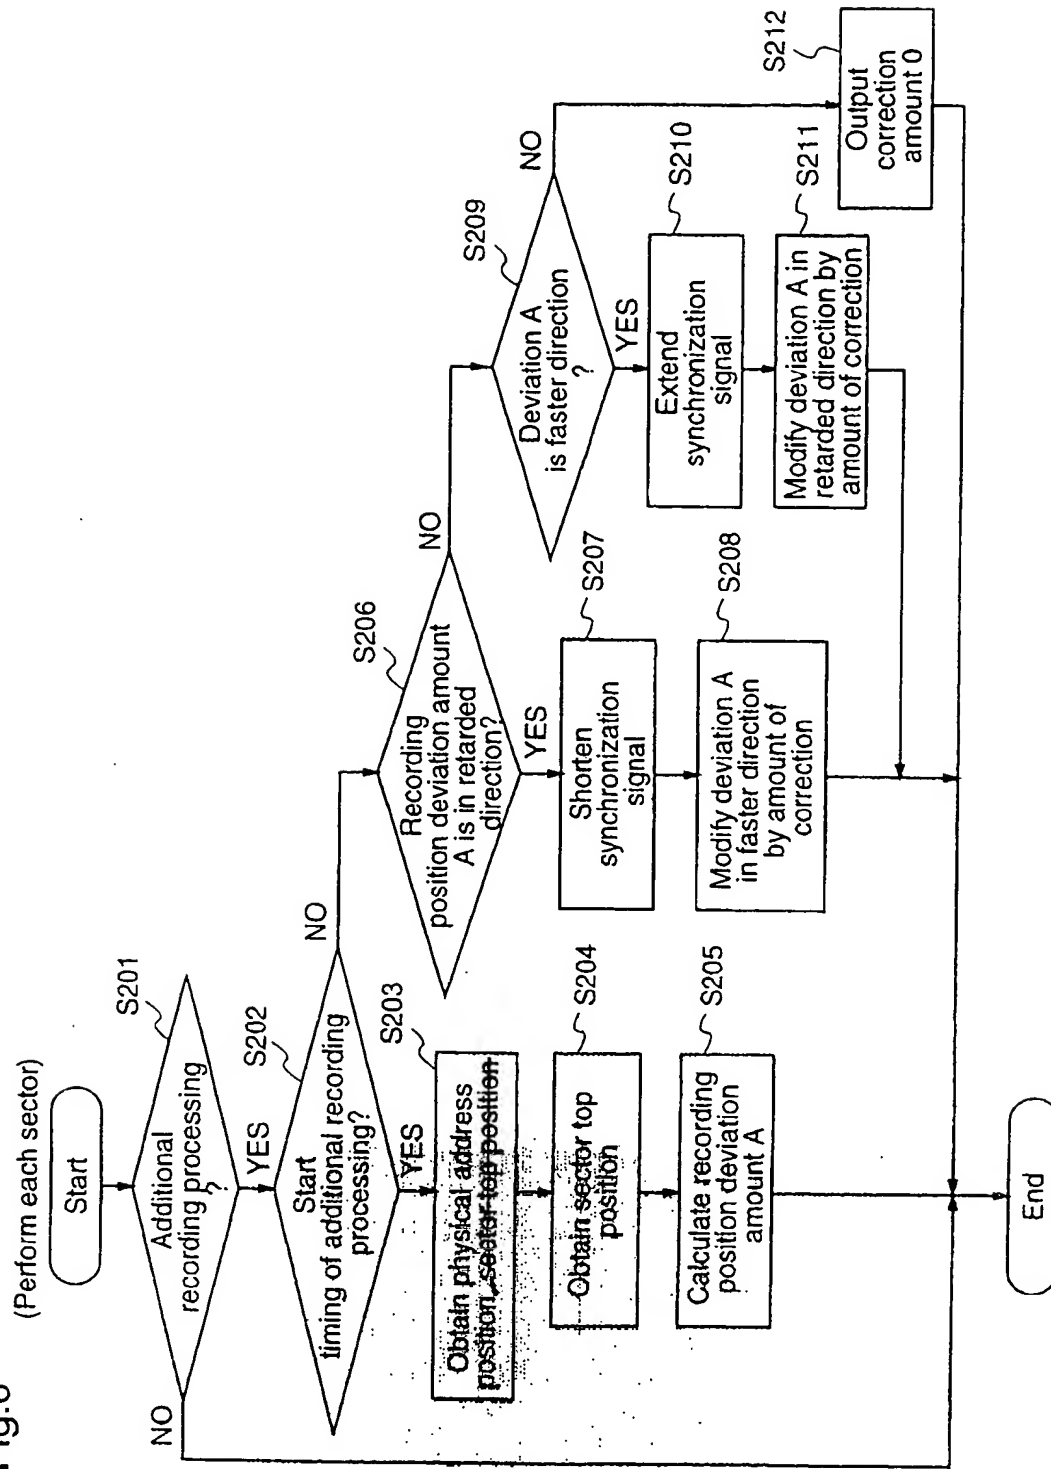 (Perform each sector)
Start
S201
Additional
recording processing
?
NO
YES
S202
Start
timing of additional recording
processing?
NO
YES
S203
Obtain physical address
position, sector top position
S204
Obtain sector top
position
S205
Calculate recording
position deviation
amount A
S206
Recording
position deviation amount
A is in retarded
direction?
NO
YES
S207
Shorten
synchronization
signal
S208
Modify deviation A
in faster direction
by amount of
correction
S209
Deviation A
is faster direction
?
NO
YES
S210
Extend
synchronization
signal
S211
Modify deviation A in
retarded direction by
amount of correction
S212
Output
correction
amount 0
End